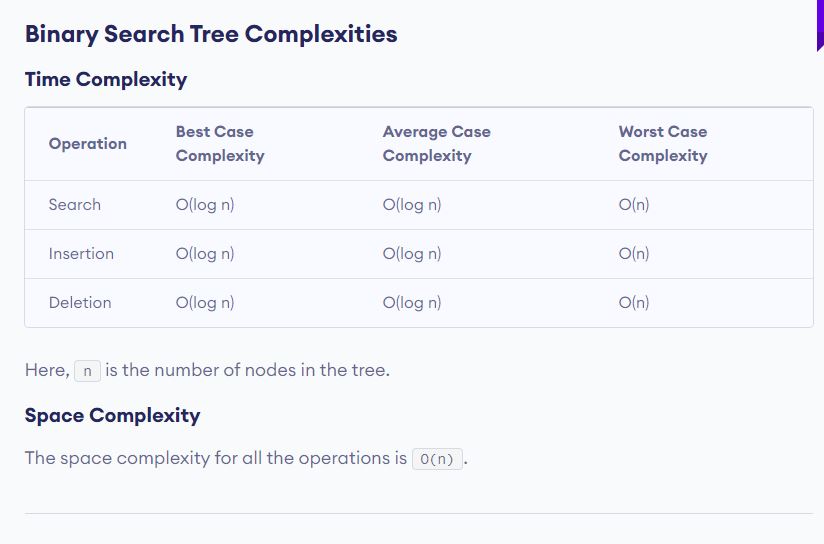 Binary Search Tree Complexities
Time Complexity
Operation Best Case Complexity Average Case Complexity Worst Case Complexity
Search O(log n) O(log n) O(n)
Insertion O(log n) O(log n) O(n)
Deletion O(log n) O(log n) O(n)
Here, n is the number of nodes in the tree.
Space Complexity
The space complexity for all the operations is O(n).